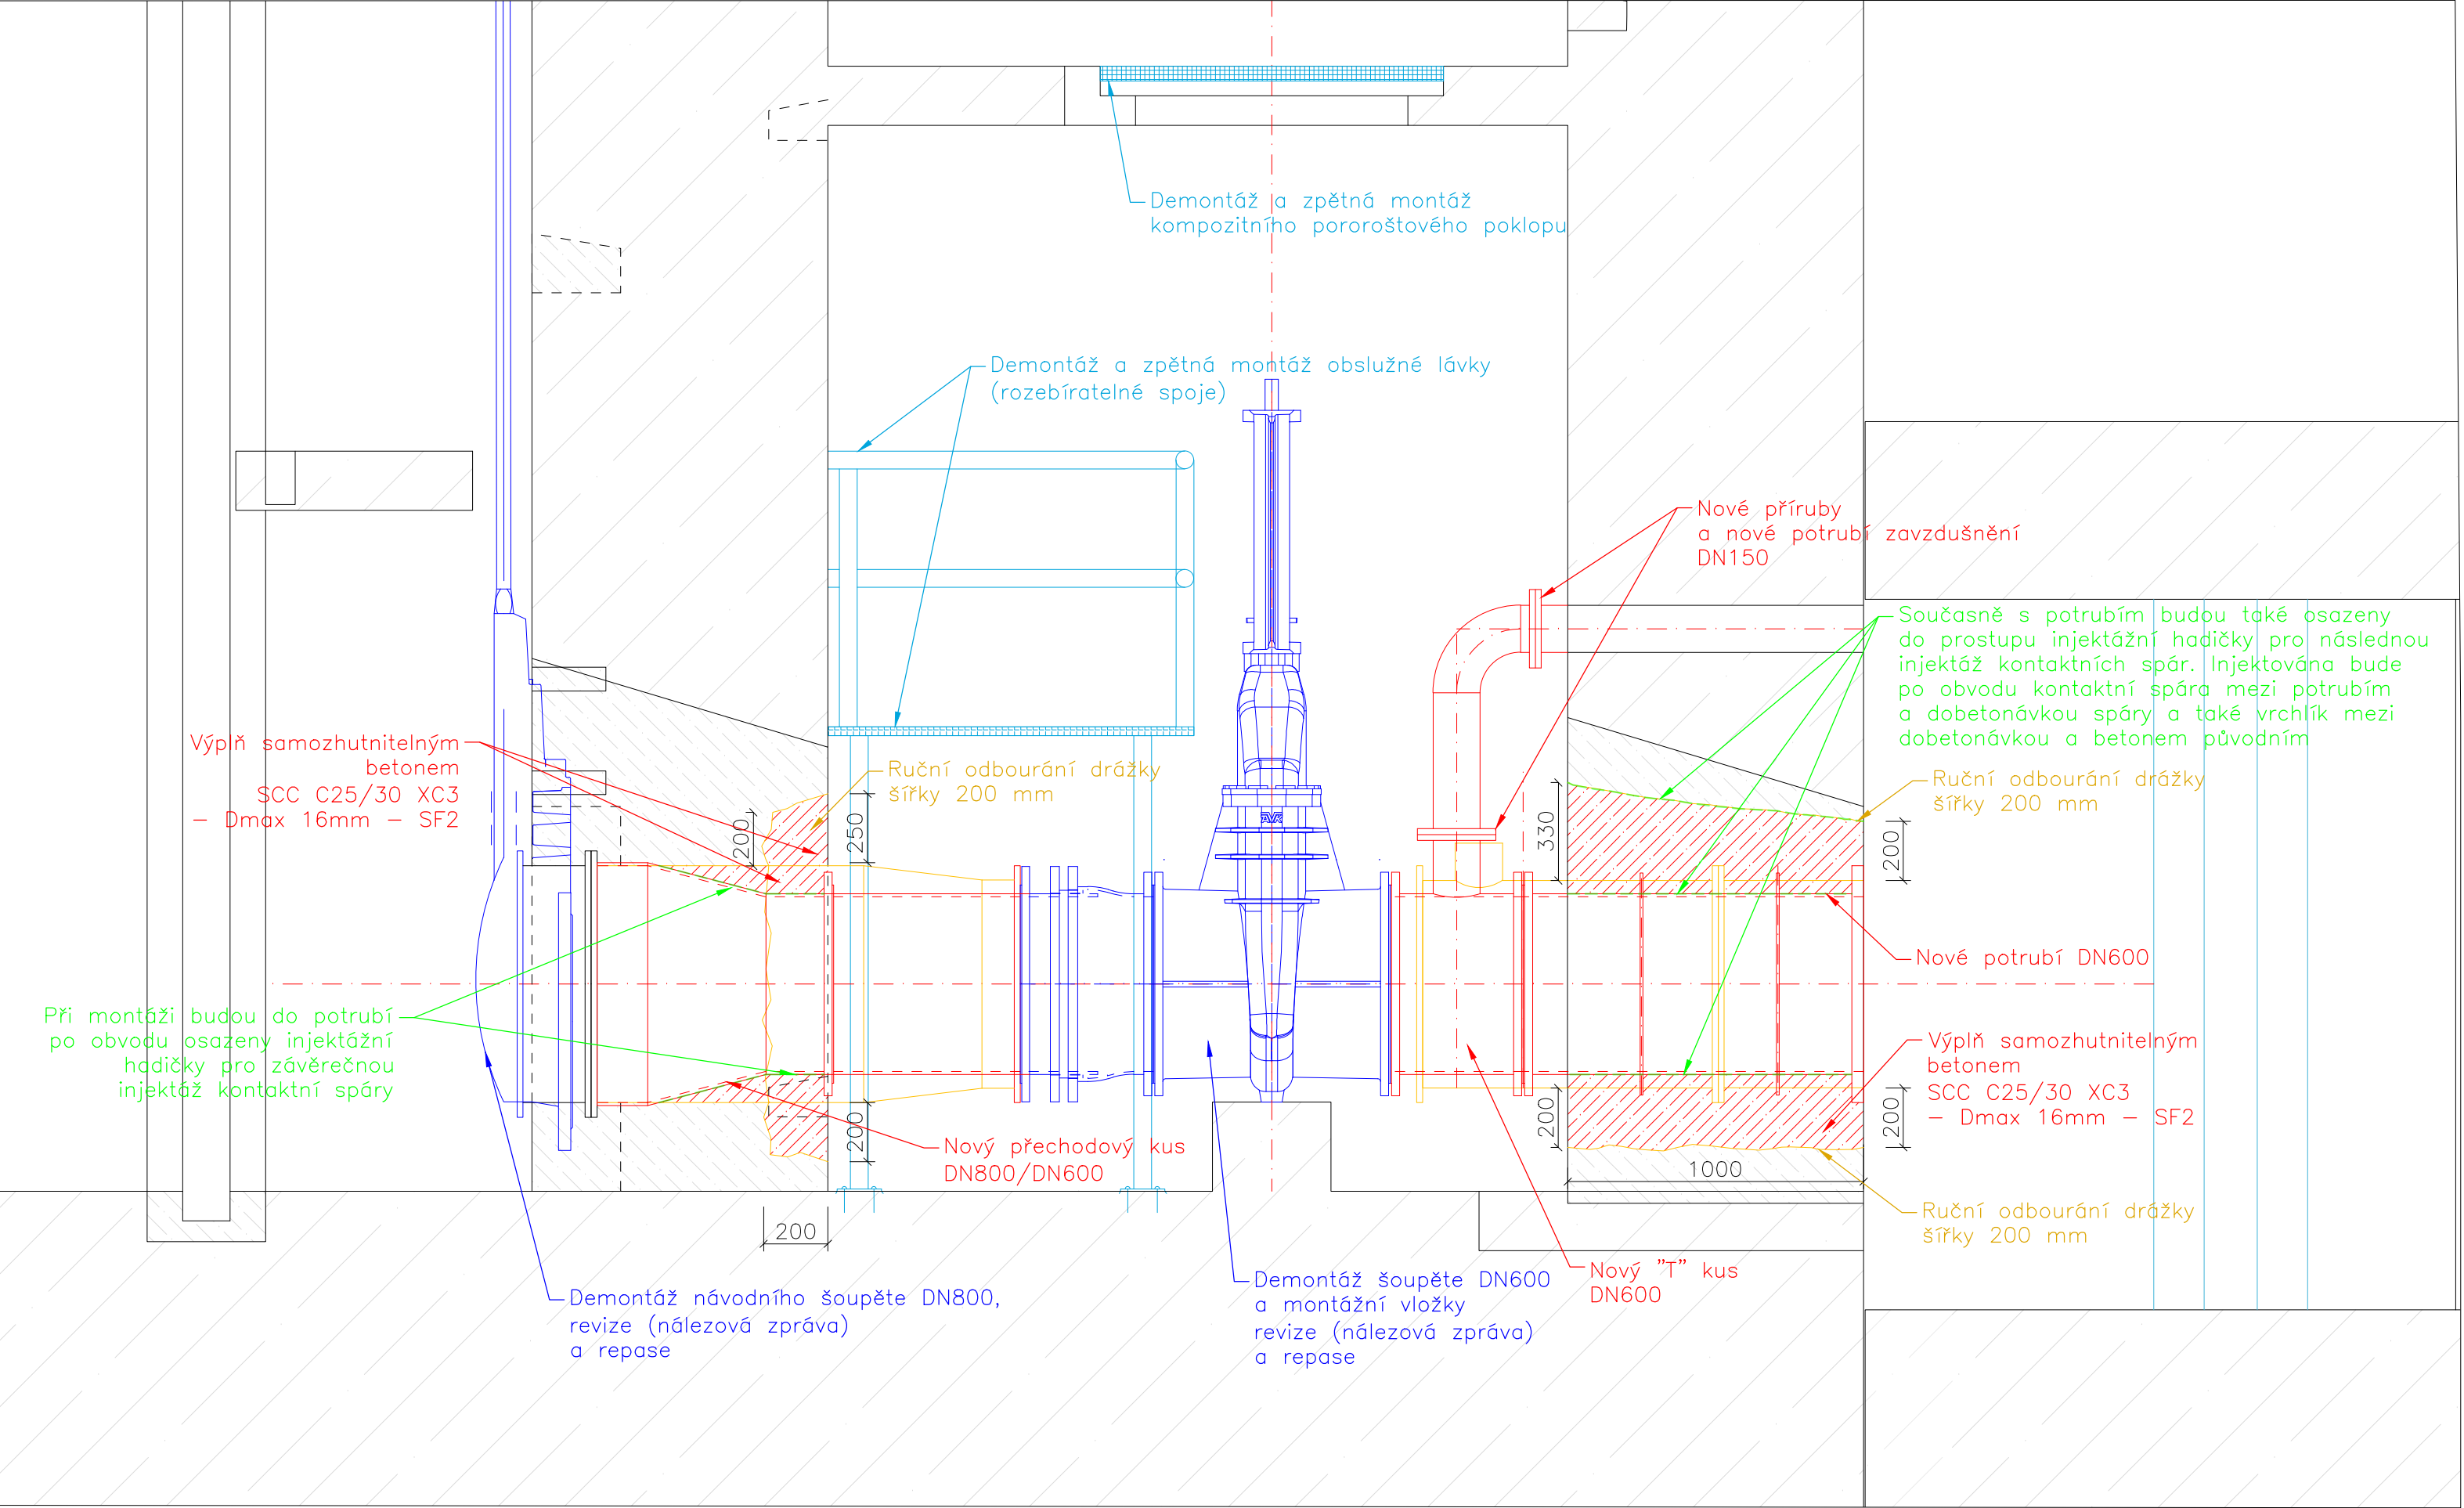 Demontáž a zpětná montáž
kompozitního pororoštového poklopu
Demontáž a zpětná montáž obslužné lávky
(rozebíratelné spoje)
Nové příruby
a nové potrubí zavzdušnění
DN150
Současně s potrubím budou také osazeny
do prostupu injektážní hadičky pro následnou
injektáž kontaktních spár. Injektována bude
po obvodu kontaktní spára mezi potrubím
a dobetonávkou spáry a také vrchlík mezi
dobetonávkou a betonem původním
Výplň samozhutnitelným
betonem
SCC C25/30 XC3
– Dmax 16mm – SF2
Ruční odbourání drážky
šířky 200 mm
Ruční odbourání drážky
šířky 200 mm
200
250
AVK
330
200
Nové potrubí DN600
Při montáži budou do potrubí
po obvodu osazeny injektážní
hadičky pro závěrečnou
injektáž kontaktní spáry
Výplň samozhutnitelným
betonem
SCC C25/30 XC3
– Dmax 16mm – SF2
200
200
200
Nový přechodový kus
DN800/DN600
1000
Ruční odbourání drážky
šířky 200 mm
200
Demontáž návodního šoupěte DN800,
revize (nálezová zpráva)
a repase
Demontáž šoupěte DN600
a montážní vložky
revize (nálezová zpráva)
a repase
Nový "T" kus
DN600